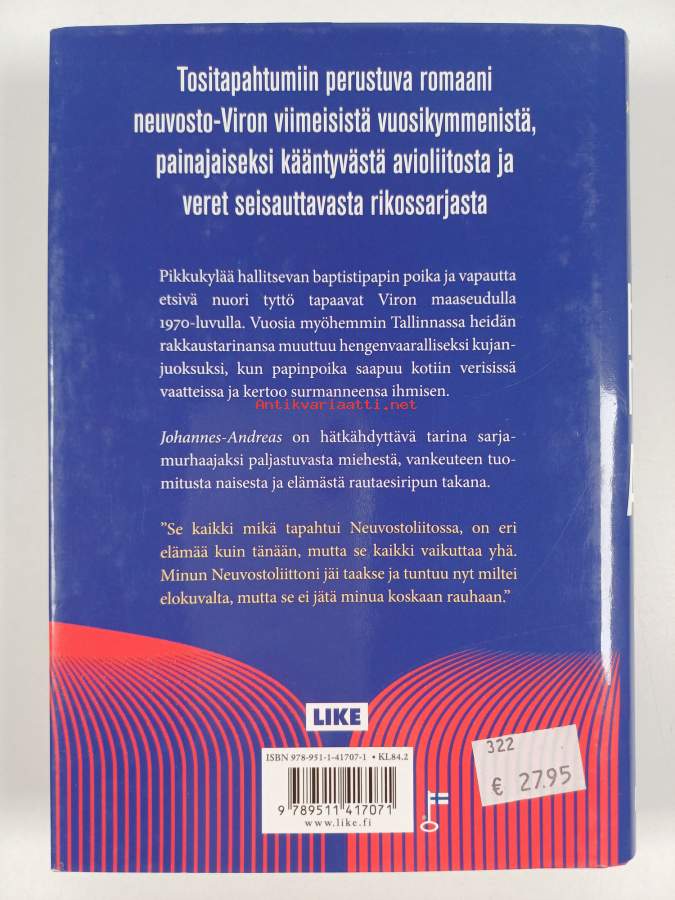 Tositapahtumiin perustuva romaani
neuvosto-Viron viimeisistä vuosikymmenistä,
painajaiseksi kääntyvästä avioliitosta ja
veret seisauttavasta rikossarjasta
Pikkukylää hallitsevan baptistipapin poika ja vapautta
etsivä nuori tyttö tapaavat Viron maaseudulla
1970-luvulla. Vuosia myöhemmin Tallinnassa heidän
rakkaustarinansa muuttuu hengenvaaralliseksi kujan-
juoksuksi, kun papinpoika saapuu kotiin verisissä
vaatteissa ja kertoo surmanneensa ihmisen.
Antikvariaatti.net
Johannes-Andreas on hätkähdyttävä tarina sarja-
murhaajaksi paljastuvasta miehestä, vankeuteen tuo-
mitusta naisesta ja elämästä rautaesiripun takana.
”Se kaikki mikä tapahtui Neuvostoliitossa, on eri
elämää kuin tänään, mutta se kaikki vaikuttaa yhä.
Minun Neuvostoliittoni jäi taakse ja tuntuu nyt miltei
elokuvalta, mutta se ei jätä minua koskaan rauhaan.”
LIKE
ISBN 978-951-1-41707-1 • KL84.2
9 789511 417071
www.like.fi
322
€ 27.95